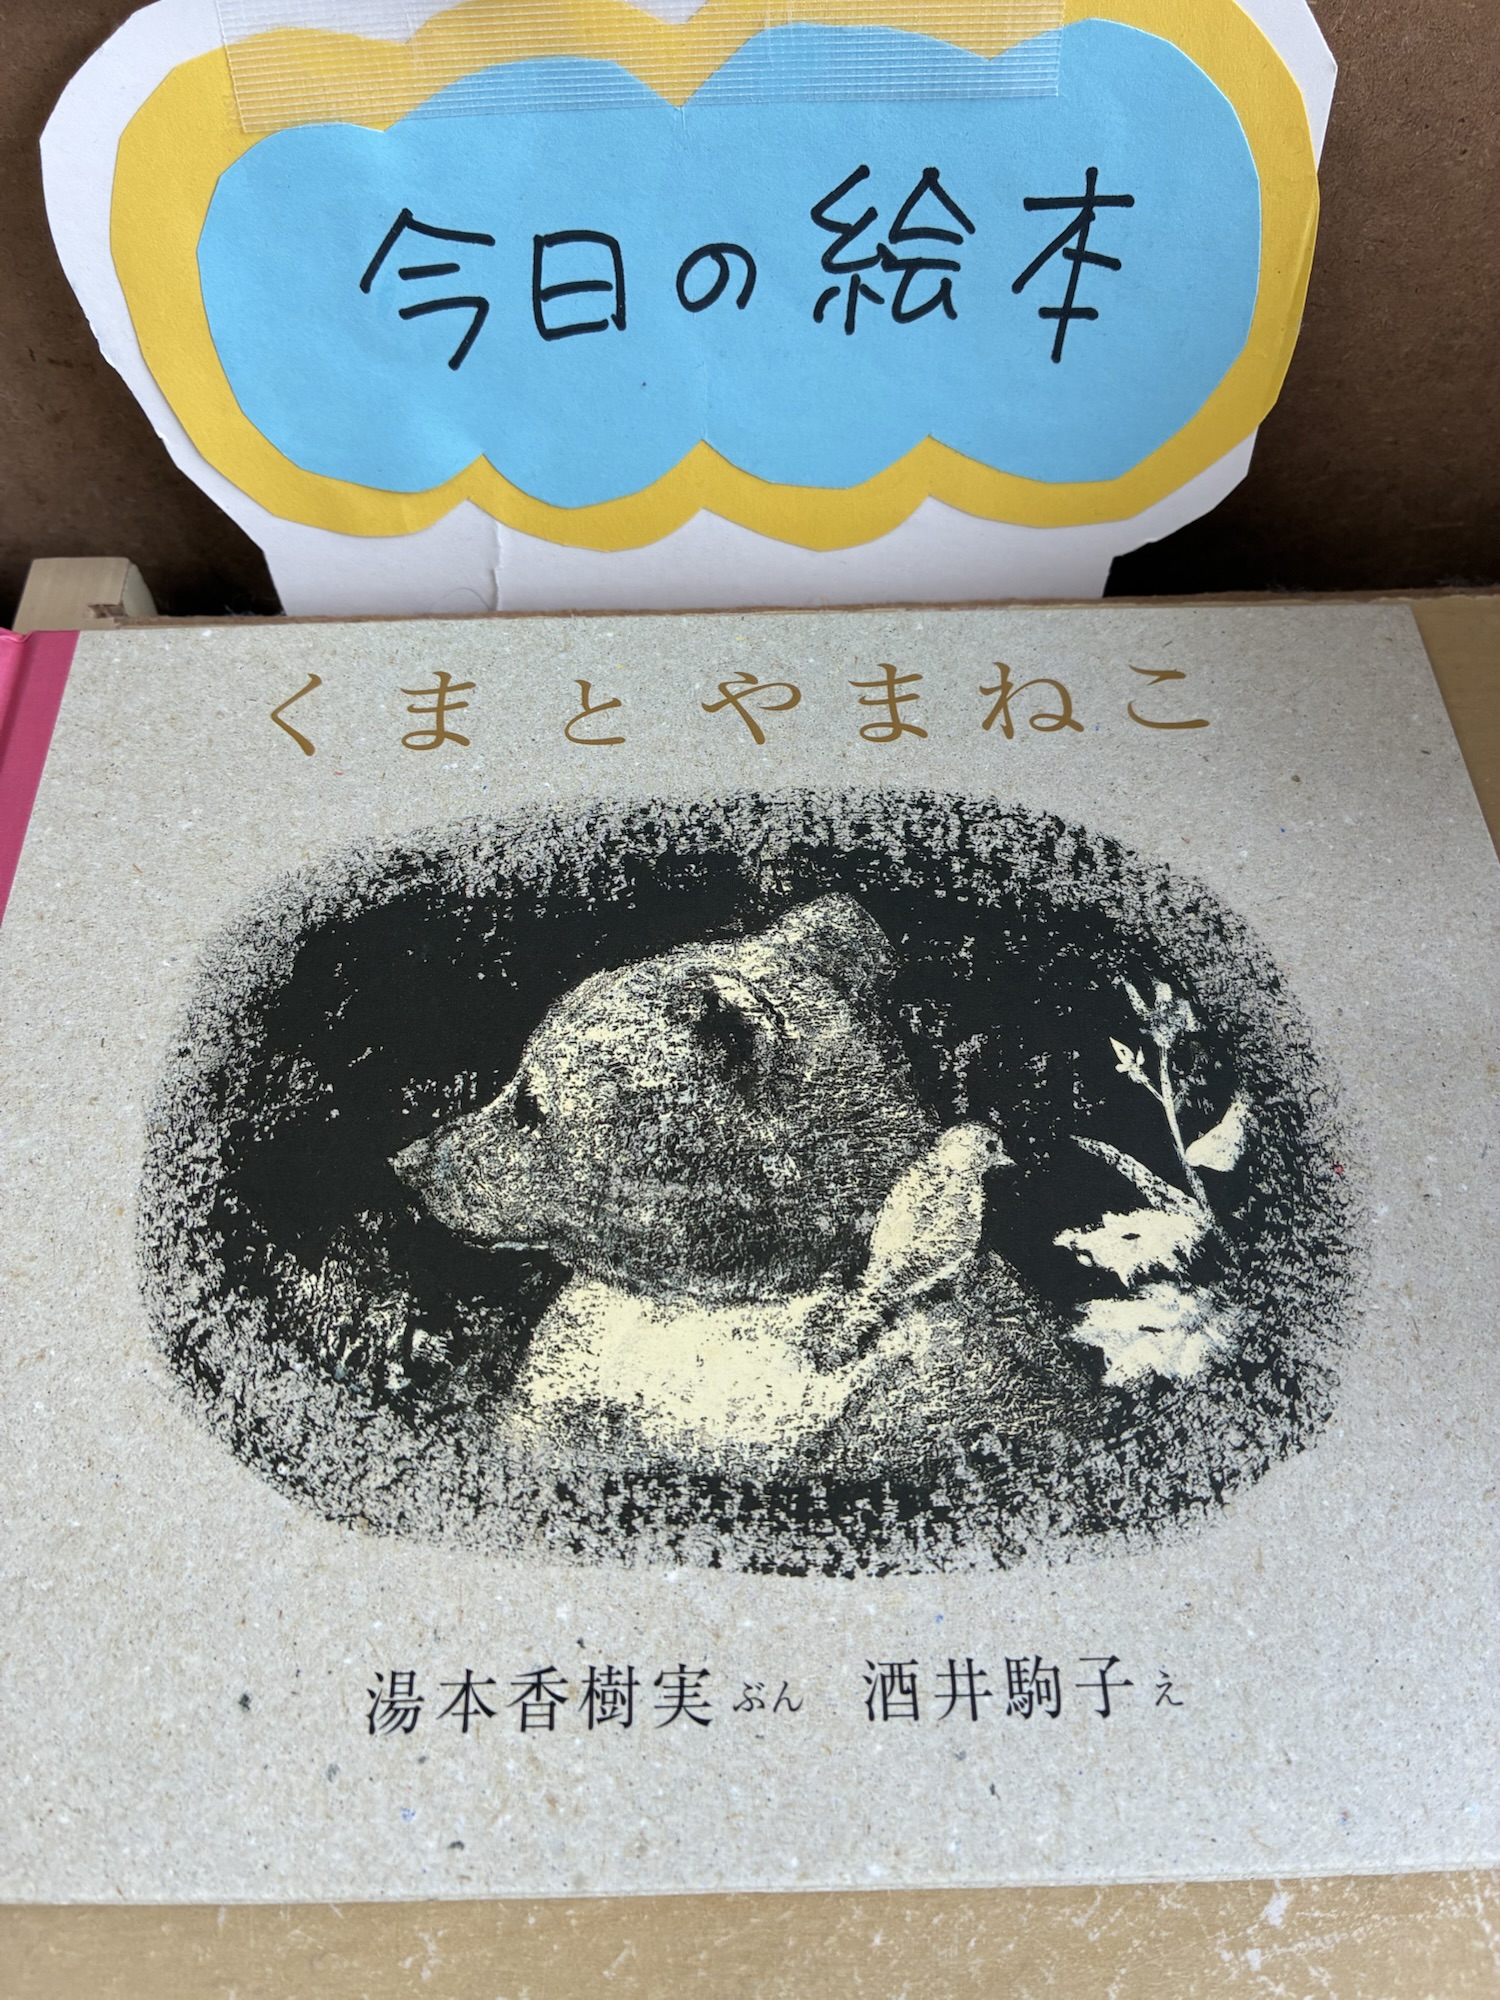 今日の絵本
くまとやまねこ
湯本香樹実 ぶん 酒井駒子 え